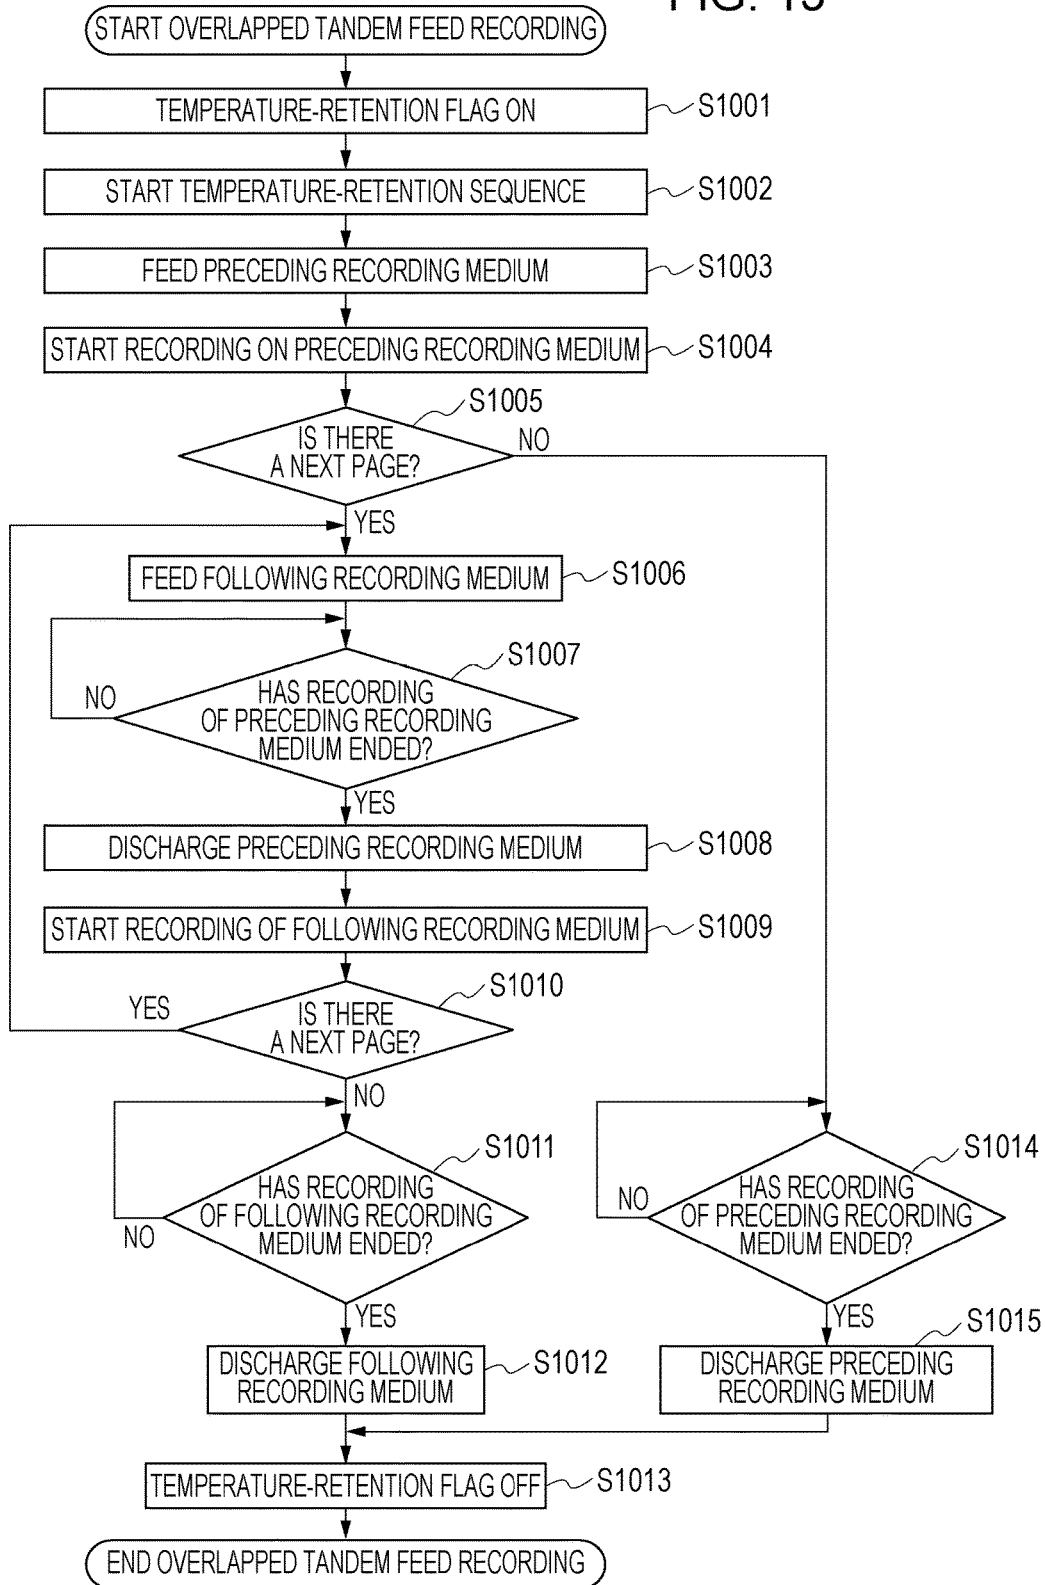 START OVERLAPPED TANDEM FEED RECORDING
TEMPERATURE-RETENTION FLAG ON
S1001
START TEMPERATURE-RETENTION SEQUENCE
S1002
FEED PRECEDING RECORDING MEDIUM
S1003
START RECORDING ON PRECEDING RECORDING MEDIUM
S1004
S1005
IS THERE
A NEXT PAGE?
NO
YES
FEED FOLLOWING RECORDING MEDIUM
S1006
S1007
HAS RECORDING
OF PRECEDING RECORDING
MEDIUM ENDED?
NO
YES
DISCHARGE PRECEDING RECORDING MEDIUM
S1008
START RECORDING OF FOLLOWING RECORDING MEDIUM
S1009
S1010
IS THERE
A NEXT PAGE?
YES
NO
S1011
HAS RECORDING
OF FOLLOWING RECORDING
MEDIUM ENDED?
NO
YES
S1014
HAS RECORDING
OF PRECEDING RECORDING
MEDIUM ENDED?
NO
YES
DISCHARGE FOLLOWING
RECORDING MEDIUM
S1012
S1015
DISCHARGE PRECEDING
RECORDING MEDIUM
TEMPERATURE-RETENTION FLAG OFF
S1013
END OVERLAPPED TANDEM FEED RECORDING